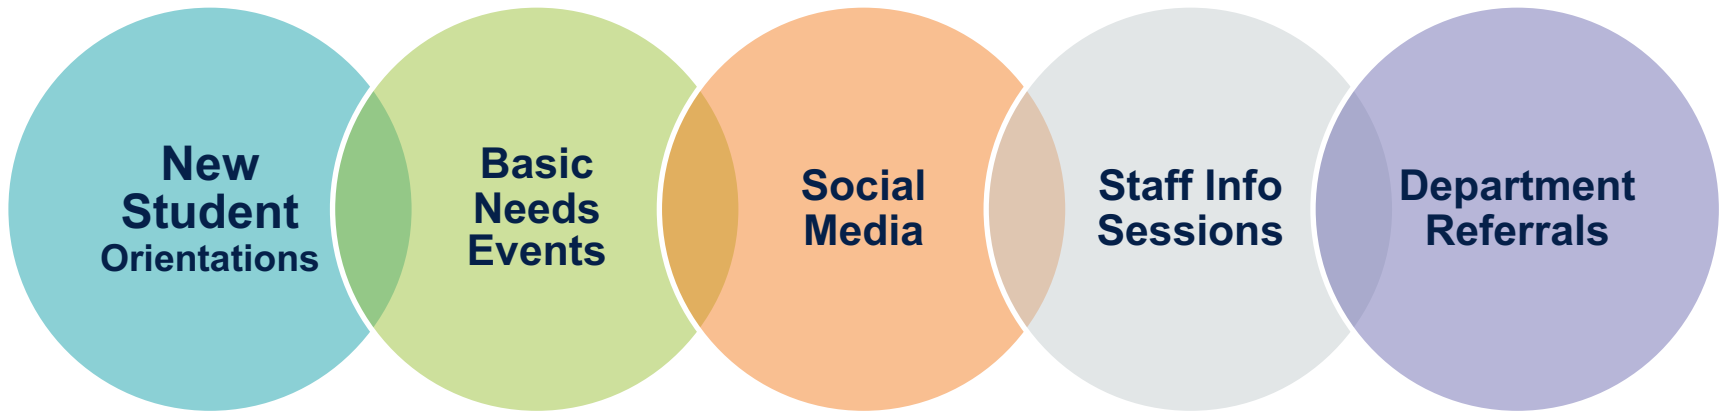 New
Student
Orientations
Basic
Needs
Events
Social
Media
Staff Info
Sessions
Department
Referrals